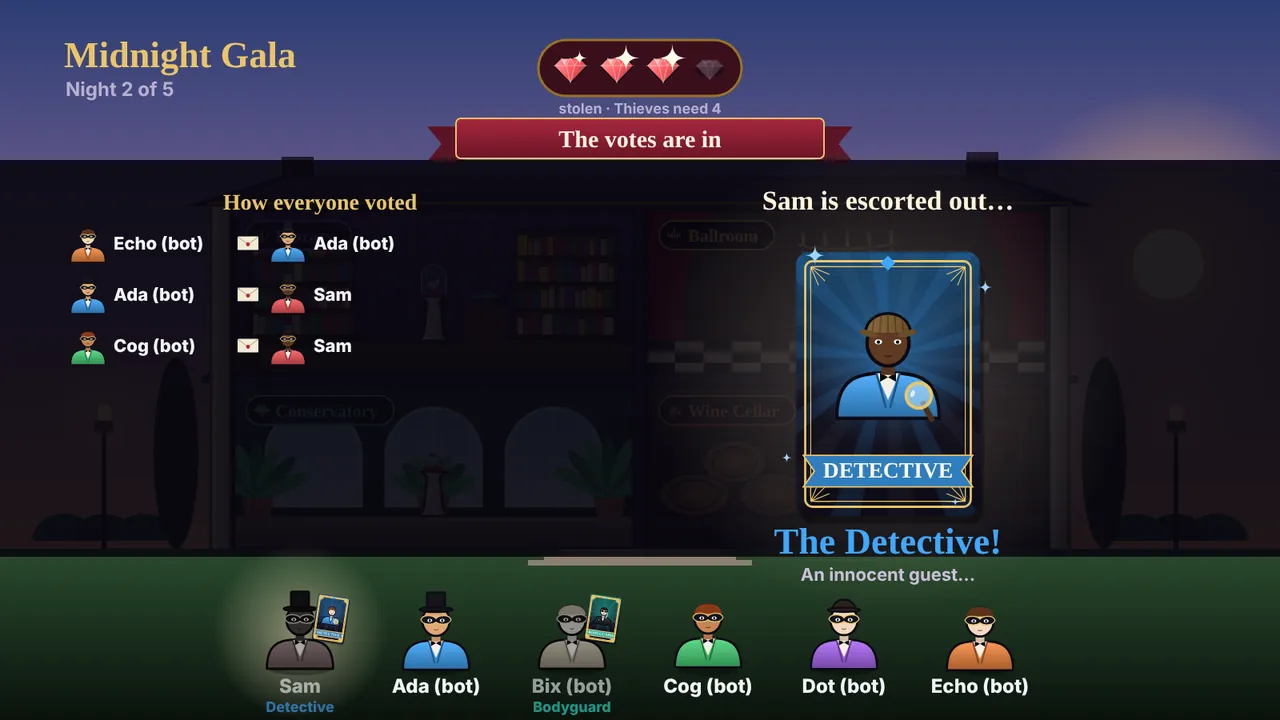 Midnight Gala
Night 2 of 5
stolen · Thieves need 4
The votes are in
How everyone voted
Echo (bot) Ada (bot)
Ada (bot) Sam
Cog (bot) Sam
Sam is escorted out…
Ballroom
Conservatory
Wine Cellar
DETECTIVE
The Detective!
An innocent guest…
Sam
Detective
Ada (bot)
Bix (bot)
Bodyguard
Cog (bot)
Dot (bot)
Echo (bot)